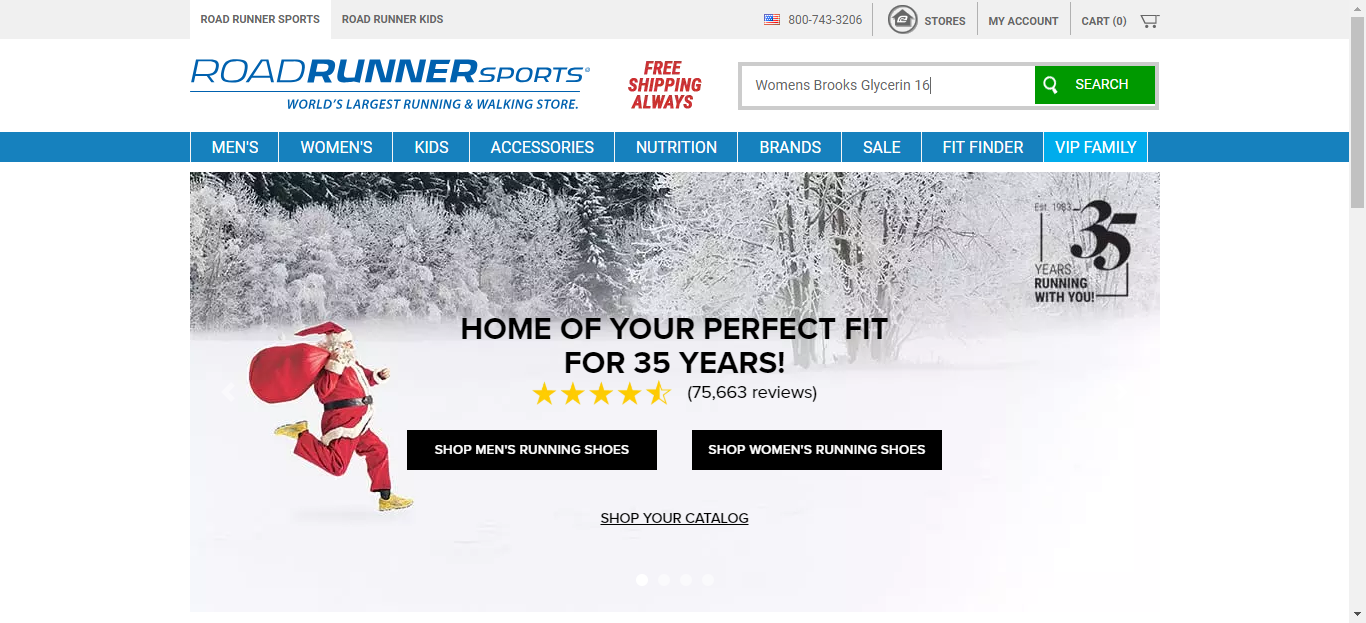 ROAD RUNNER SPORTS
ROAD RUNNER KIDS
800-743-3206
STORES
MY ACCOUNT
CART (0)
ROADRUNNERSPORTS®
WORLD'S LARGEST RUNNING & WALKING STORE.
FREE
SHIPPING
ALWAYS
Womens Brooks Glycerin 16
SEARCH
MEN'S
WOMEN'S
KIDS
ACCESSORIES
NUTRITION
BRANDS
SALE
FIT FINDER
VIP FAMILY
Est. 1983
35
YEARS
RUNNING
WITH YOU!
HOME OF YOUR PERFECT FIT
FOR 35 YEARS!
(75,663 reviews)
SHOP MEN'S RUNNING SHOES
SHOP WOMEN'S RUNNING SHOES
SHOP YOUR CATALOG